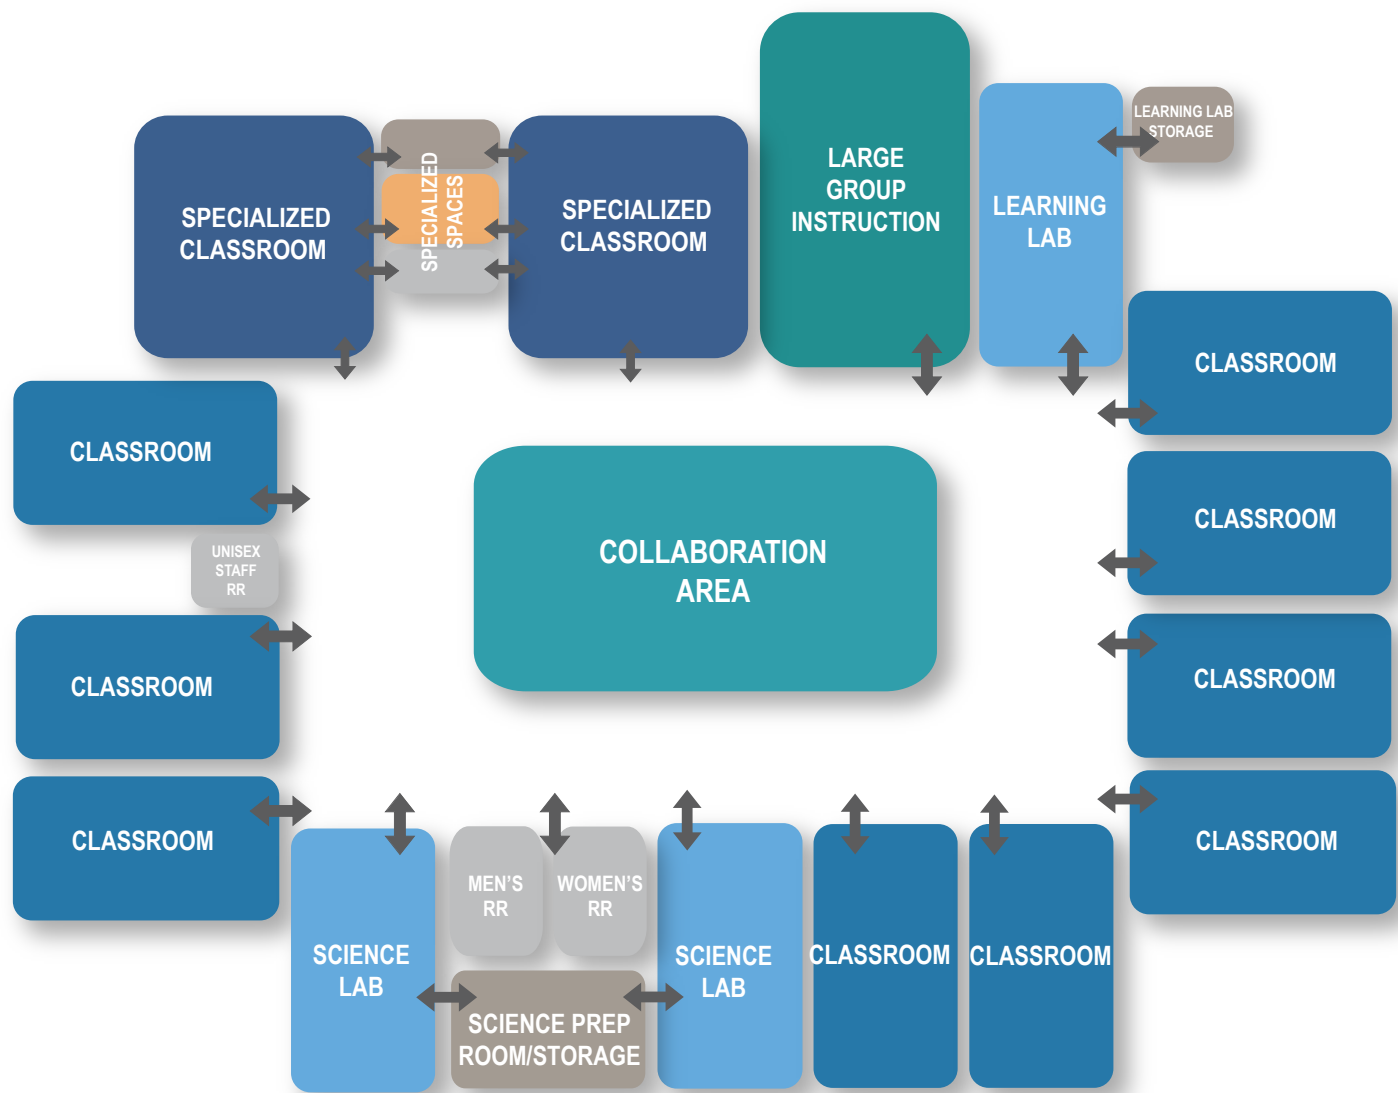 SPECIALIZED
CLASSROOM
SPECIALIZED
SPACES
SPECIALIZED
CLASSROOM
LARGE
GROUP
INSTRUCTION
LEARNING
LAB
LEARNING LAB
STORAGE
CLASSROOM
CLASSROOM
CLASSROOM
CLASSROOM
CLASSROOM
UNISEX
STAFF
RR
CLASSROOM
CLASSROOM
COLLABORATION
AREA
SCIENCE
LAB
MEN'S
RR
WOMEN'S
RR
SCIENCE PREP
ROOM/STORAGE
SCIENCE
LAB
CLASSROOM
CLASSROOM